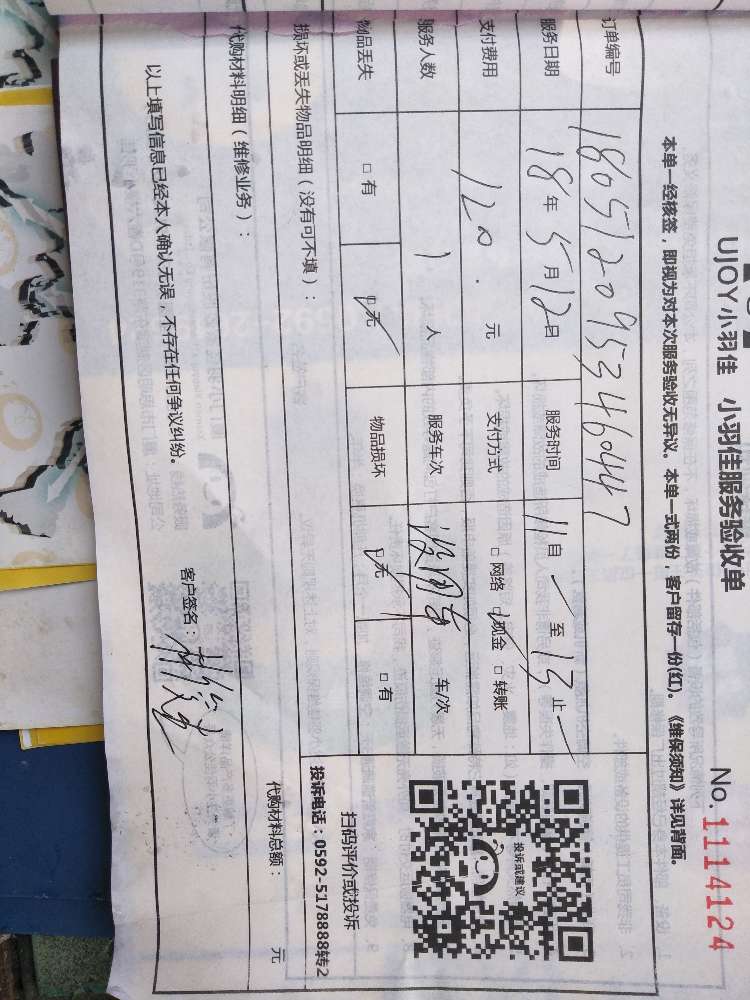 UJOY小羽佳 小羽佳服务验收单 No.1114124
本单一经核签，即视为对本次服务验收无异议。本单一式两份，客户留存一份(红)。《维保须知》详见背面。
订单编号 180512095346447
服务日期 18年5月12日 服务时间 11自 至 13止
支付费用 120. 元 支付方式 □网络 ☑现金 □转账
服务人数 1 人 服务车次 没用车 车/次
物品丢失 □有 ☑无 物品损坏 ☑无 □有
投诉或建议
扫码评价或投诉
投诉电话：0592-5178888转2
损坏或丢失物品明细（没有可不填）：
代购材料明细（维修业务）： 代购材料总额： 元
以上填写信息已经本人确认无误，不存在任何争议纠纷。 客户签名：